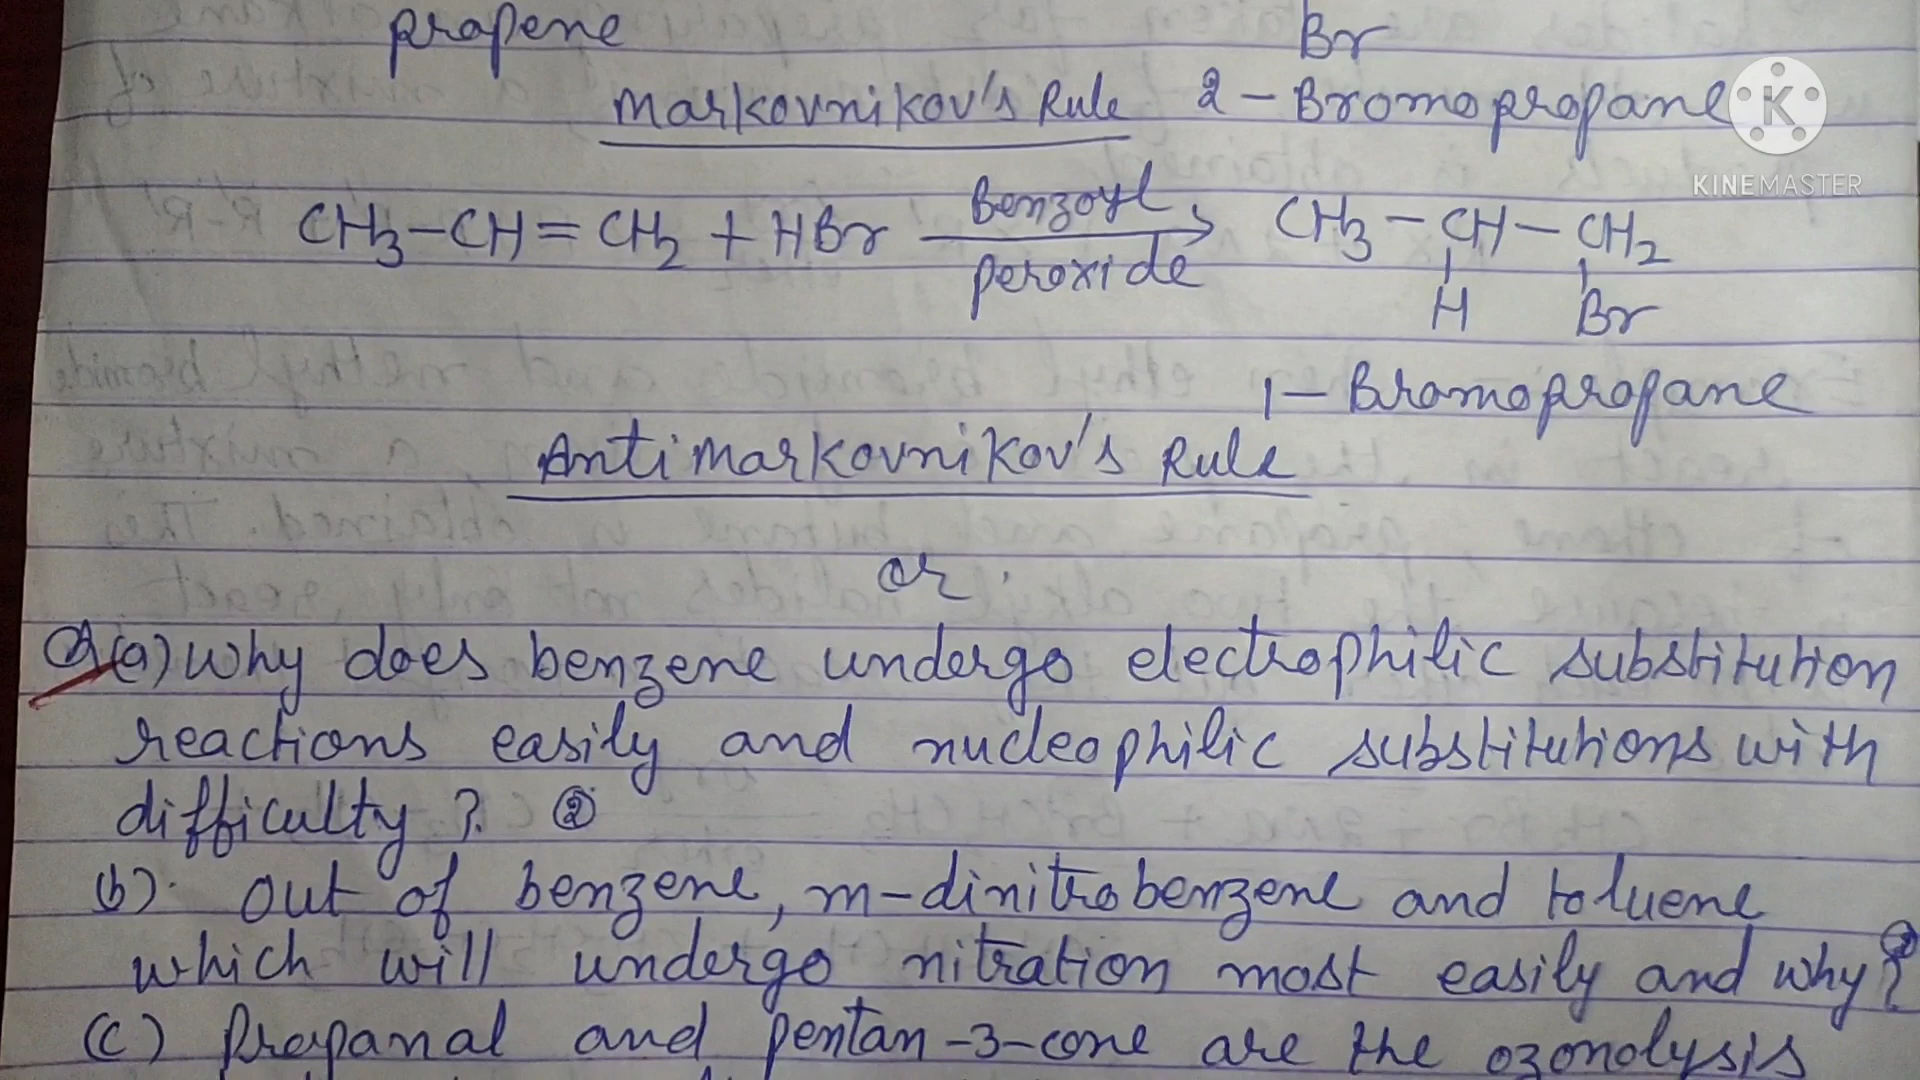 propene
Br
Markovnikov's Rule 2-Bromopropane
KINEMASTER
CH3-CH=CH2 + HBr Benzoyl peroxide → CH3-CH-CH2
H Br
1-Bromopropane
Antimarkovnikov's Rule
or
Q(a) Why does benzene undergo electrophilic substitution
reactions easily and nucleophilic substitutions with
difficulty? ②
(b). Out of benzene, m-dinitrobenzene and toluene
which will undergo nitration most easily and why? ②
(c) Propanal and pentan-3-one are the ozonolysis